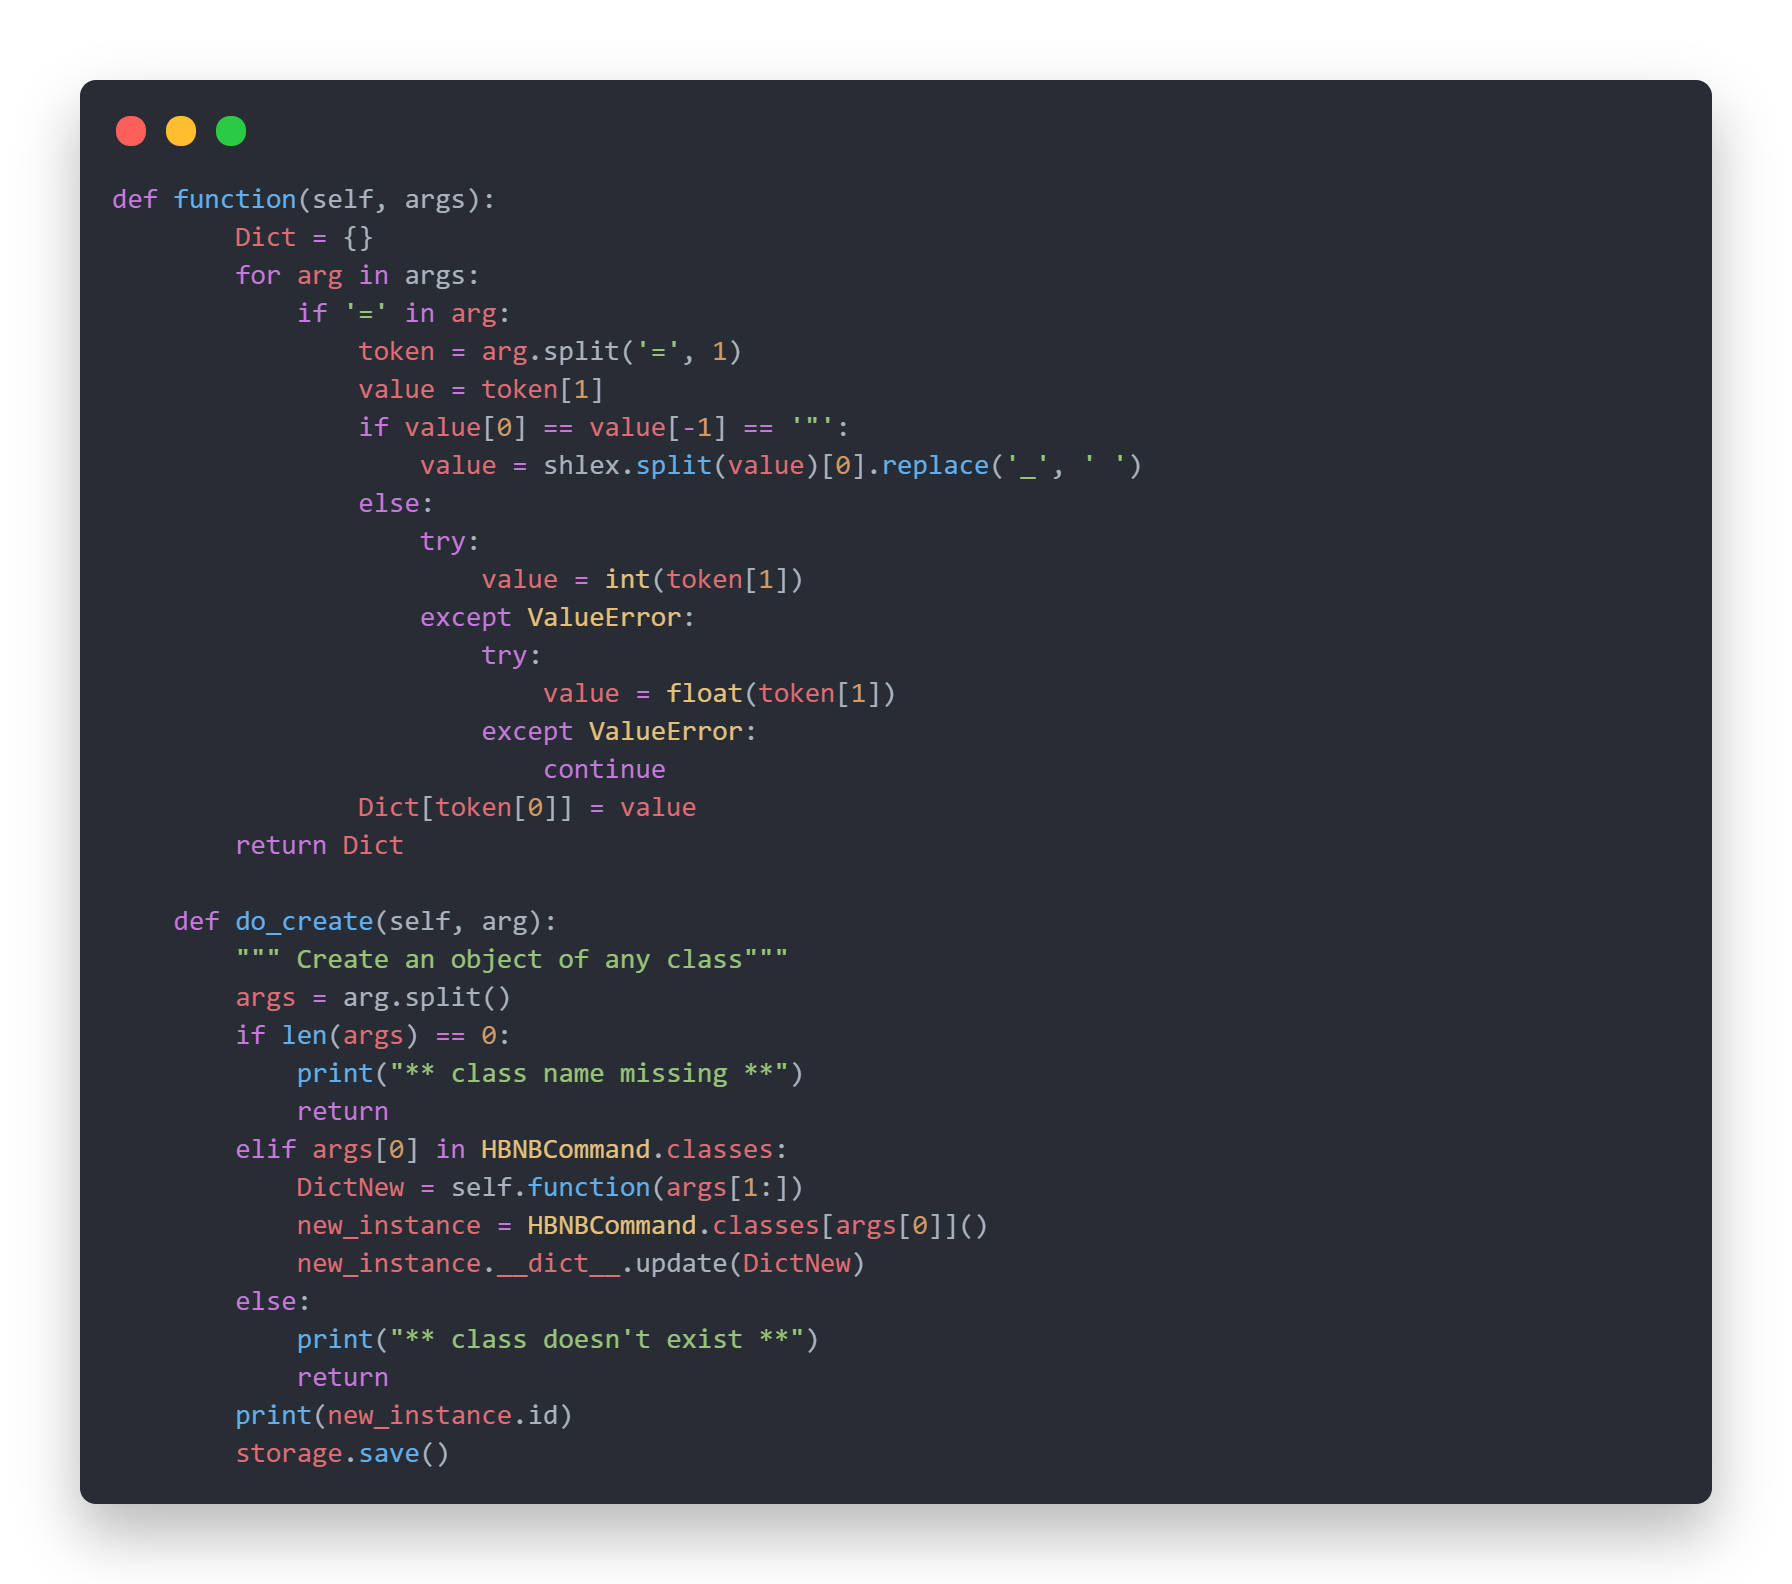 def function(self, args):
        Dict = {}
        for arg in args:
            if '=' in arg:
                token = arg.split('=', 1)
                value = token[1]
                if value[0] == value[-1] == '"':
                    value = shlex.split(value)[0].replace('_', ' ')
                else:
                    try:
                        value = int(token[1])
                    except ValueError:
                        try:
                            value = float(token[1])
                        except ValueError:
                            continue
                Dict[token[0]] = value
        return Dict

    def do_create(self, arg):
        """ Create an object of any class"""
        args = arg.split()
        if len(args) == 0:
            print("** class name missing **")
            return
        elif args[0] in HBNBCommand.classes:
            DictNew = self.function(args[1:])
            new_instance = HBNBCommand.classes[args[0]]()
            new_instance.__dict__.update(DictNew)
        else:
            print("** class doesn't exist **")
            return
        print(new_instance.id)
        storage.save()